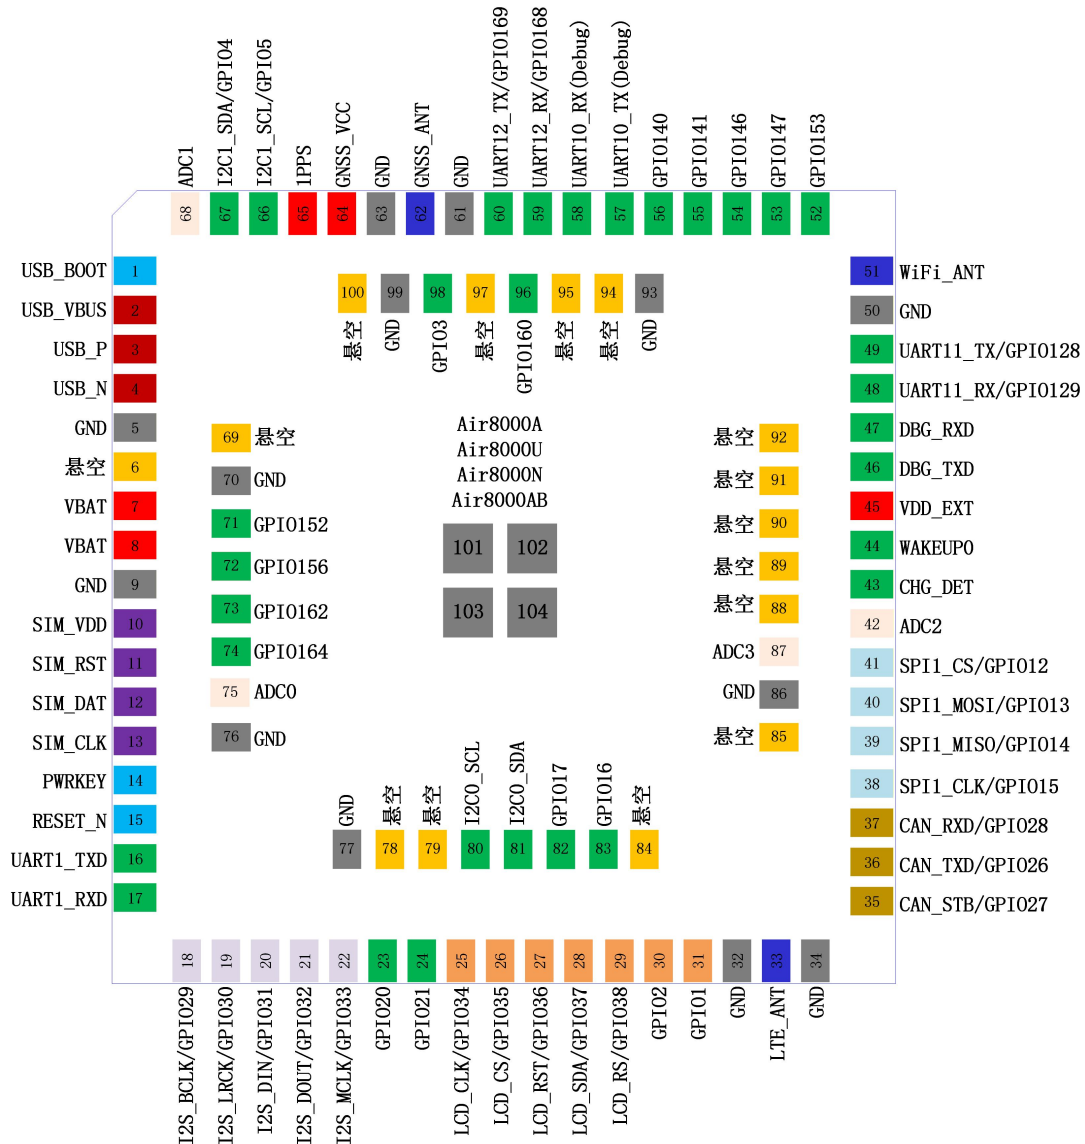 ADC1
I2C1_SDA/GPIO4
I2C1_SCL/GPIO5
1PPS
GNSS_VCC
GND
GNSS_ANT
GND
UART12_TX/GPIO169
UART12_RX/GPIO168
UART10_RX(Debug)
UART10_TX(Debug)
GPIO140
GPIO141
GPIO146
GPIO147
GPIO153
68
67
66
65
64
63
62
61
60
59
58
57
56
55
54
53
52
USB_BOOT 1
USB_VBUS 2
USB_P 3
USB_N 4
GND 5
悬空 6
VBAT 7
VBAT 8
GND 9
SIM_VDD 10
SIM_RST 11
SIM_DAT 12
SIM_CLK 13
PWRKEY 14
RESET_N 15
UART1_TXD 16
UART1_RXD 17
100
99
98
97
96
95
94
93
悬空
GND
GPIO3
悬空
GPIO160
悬空
悬空
GND
69 悬空
70 GND
71 GPIO152
72 GPIO156
73 GPIO162
74 GPIO164
75 ADC0
76 GND
Air8000A
Air8000U
Air8000N
Air8000AB
101 102
103 104
悬空 92
悬空 91
悬空 90
悬空 89
悬空 88
ADC3 87
GND 86
悬空 85
GND
悬空
悬空
I2C0_SCL
I2C0_SDA
GPIO17
GPIO16
悬空
77
78
79
80
81
82
83
84
51 WiFi_ANT
50 GND
49 UART11_TX/GPIO128
48 UART11_RX/GPIO129
47 DBG_RXD
46 DBG_TXD
45 VDD_EXT
44 WAKEUP0
43 CHG_DET
42 ADC2
41 SPI1_CS/GPIO12
40 SPI1_MOSI/GPIO13
39 SPI1_MISO/GPIO14
38 SPI1_CLK/GPIO15
37 CAN_RXD/GPIO28
36 CAN_TXD/GPIO26
35 CAN_STB/GPIO27
18
19
20
21
22
23
24
25
26
27
28
29
30
31
32
33
34
I2S_BCLK/GPIO29
I2S_LRCK/GPIO30
I2S_DIN/GPIO31
I2S_DOUT/GPIO32
I2S_MCLK/GPIO33
GPIO20
GPIO21
LCD_CLK/GPIO34
LCD_CS/GPIO35
LCD_RST/GPIO36
LCD_SDA/GPIO37
LCD_RS/GPIO38
GPIO2
GPIO1
GND
LTE_ANT
GND